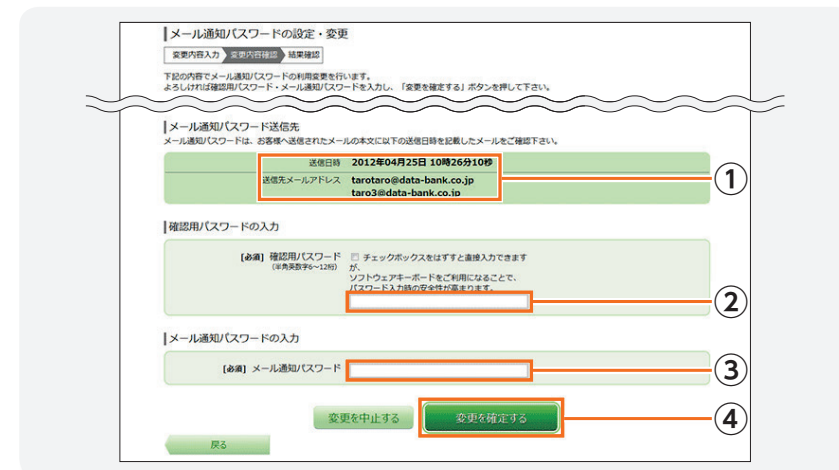 メール通知パスワードの設定・変更
変更内容入力 変更内容確認 結果確認
下記の内容でメール通知パスワードの利用変更を行います。
よろしければ確認用パスワード・メール通知パスワードを入力し、「変更を確定する」ボタンを押して下さい。
メール通知パスワード送信先
メール通知パスワードは、お客様へ送信されたメールの本文に以下の送信日時を記載したメールをご確認下さい。
送信日時 2012年04月25日 10時26分10秒
送信先メールアドレス tarotaro@data-bank.co.jp
taro3@data-bank.co.jp
①
確認用パスワードの入力
[必須] 確認用パスワード
(半角英数字6~12桁)
チェックボックスをはずすと直接入力できます
が、
ソフトウェアキーボードをご利用になることで、
パスワード入力時の安全性が高まります。
②
メール通知パスワードの入力
[必須] メール通知パスワード
③
変更を中止する 変更を確定する
④
戻る